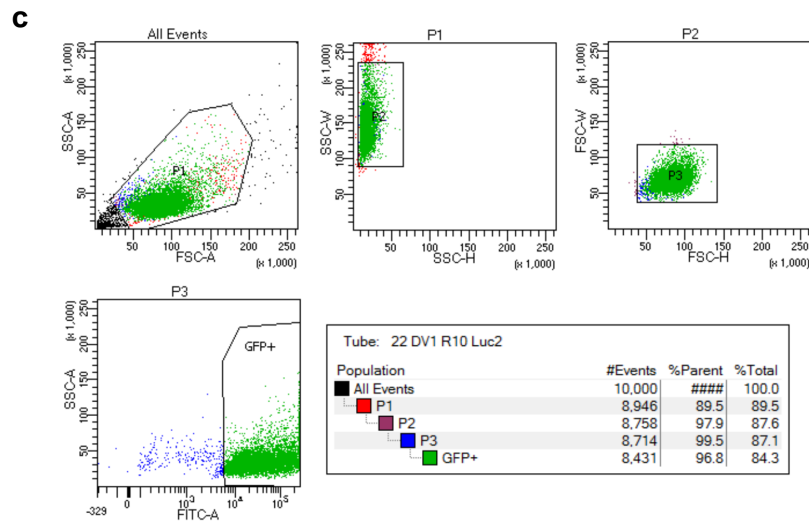 c
All Events
P1
P2
(x 1,000)
SSC-A
250
200
150
100
50
P1
50 100 150 200 250
FSC-A
(x 1,000)
(x 1,000)
SSC-W
250
200
150
100
50
P2
50 100 150 200 250
SSC-H
(x 1,000)
(x 1,000)
FSC-W
250
200
150
100
50
P3
50 100 150 200 250
FSC-H
(x 1,000)
P3
(x 1,000)
SSC-A
250
200
150
100
50
GFP+
-329 0 10^3 10^4 10^5
FITC-A
Tube: 22 DV1 R10 Luc2
Population #Events %Parent %Total
All Events 10,000 #### 100.0
P1 8,946 89.5 89.5
P2 8,758 97.9 87.6
P3 8,714 99.5 87.1
GFP+ 8,431 96.8 84.3